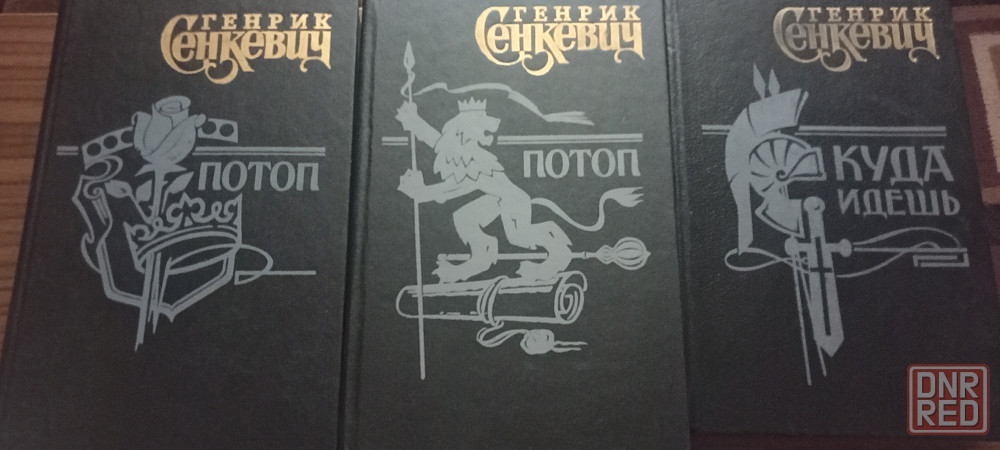 ГЕНРИК
СЕНКЕВИЧ
ПОТОП
ГЕНРИК
СЕНКЕВИЧ
ПОТОП
ГЕНРИК
СЕНКЕВИЧ
КУДА
ИДЕШЬ
DNR
RED